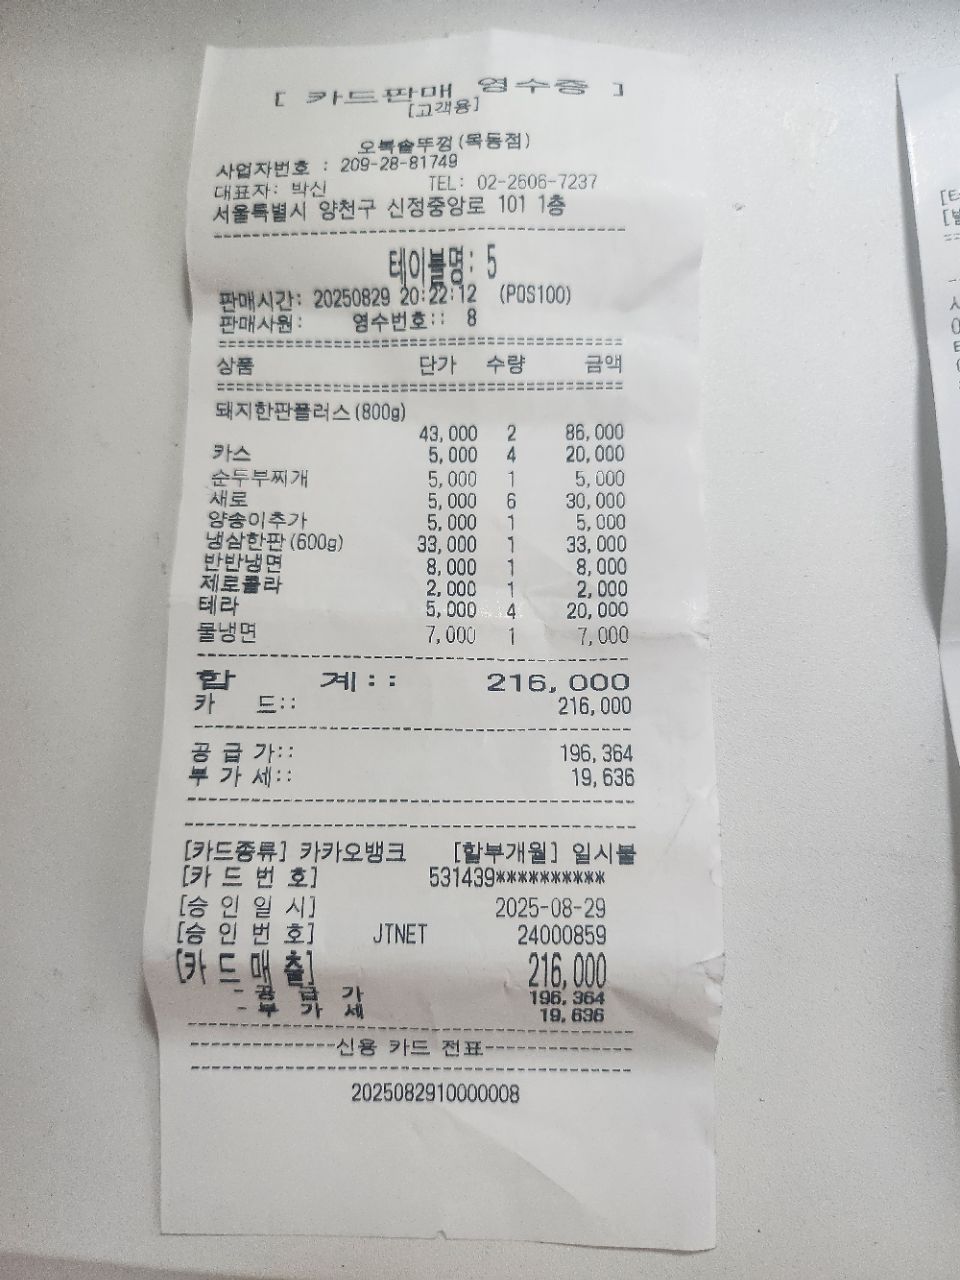 [ 카드판매 영수증 ]
[고객용]
오복솥뚜껑(목동점)
사업자번호 : 209-28-81749
대표자: 박신 TEL: 02-2606-7237
서울특별시 양천구 신정중앙로 101 1층
테이블명: 5
판매시간: 20250829 20:22:12 (POS100)
판매사원: 영수번호:: 8
상품 단가 수량 금액
돼지한판플러스(800g)
43,000 2 86,000
카스 5,000 4 20,000
순두부찌개 5,000 1 5,000
새로 5,000 6 30,000
양송이추가 5,000 1 5,000
냉삼한판(600g) 33,000 1 33,000
반반냉면 8,000 1 8,000
제로콜라 2,000 1 2,000
테라 5,000 4 20,000
물냉면 7,000 1 7,000
합 계:: 216,000
카 드:: 216,000
공 급 가:: 196,364
부 가 세:: 19,636
[카드종류] 카카오뱅크 [할부개월] 일시불
[카 드 번 호] 531439**********
[승 인 일 시] 2025-08-29
[승 인 번 호] JTNET 24000859
[카 드 매 출] 216,000
- 공 급 가 196,364
- 부 가 세 19,636
---------------신용 카드 전표---------------
2025082910000008